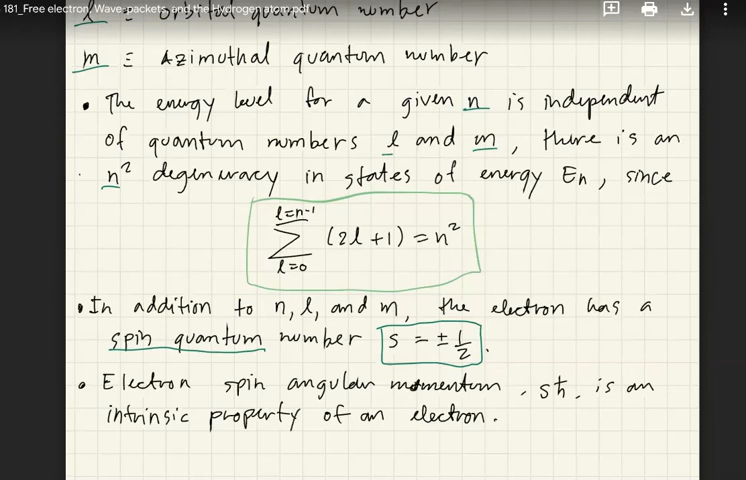 181_Free electron, Wave-packets, and the Hydrogen atom.pdf
l ≡ orbital quantum number
m ≡ Azimuthal quantum number
• The energy level for a given n is independent
of quantum numbers l and m, there is an
n² degeneracy in states of energy En, since
l=n-1
∑ (2l+1) = n²
l=0
• In addition to n, l, and m, the electron has a
spin quantum number s = ± 1/2.
• Electron spin angular momentum, sħ, is an
intrinsic property of an electron.